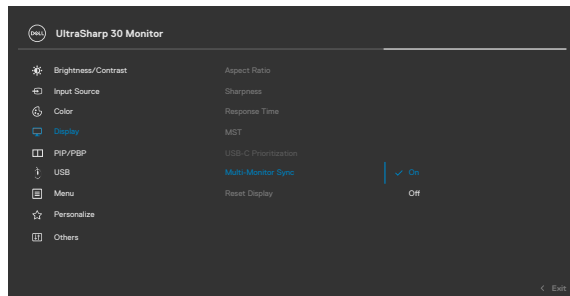 DELL UltraSharp 30 Monitor
Brightness/Contrast Aspect Ratio
Input Source Sharpness
Color Response Time
Display MST
PIP/PBP USB-C Prioritization
USB Multi-Monitor Sync On
Menu Reset Display Off
Personalize
Others
Exit